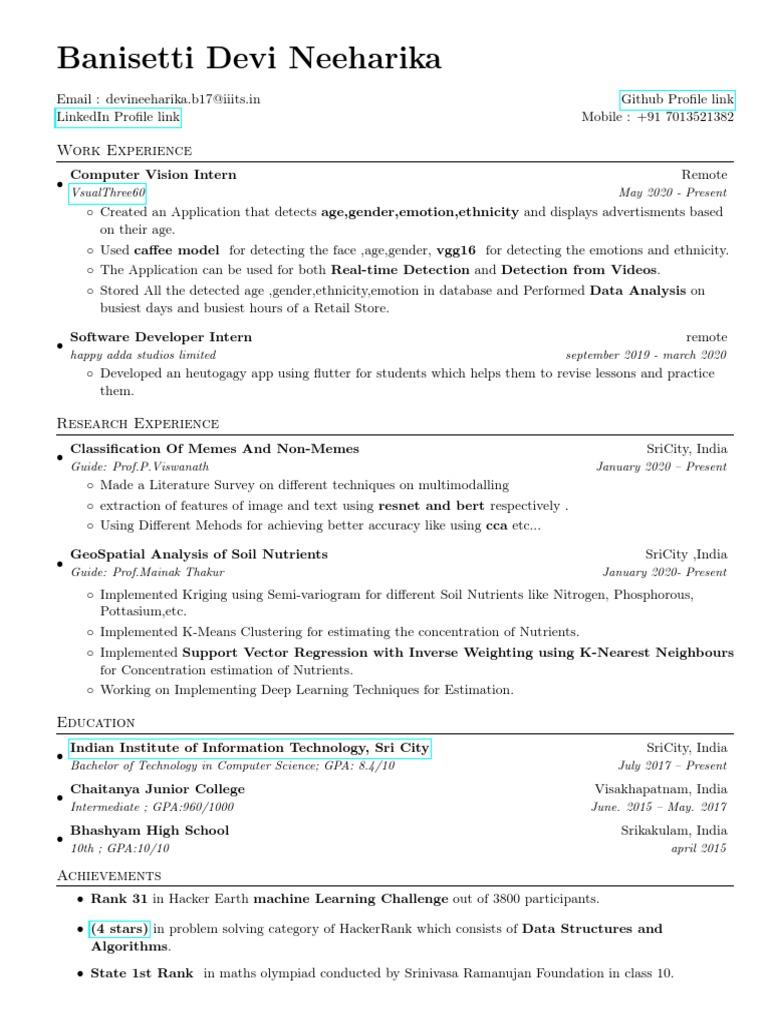 Banisetti Devi Neeharika
Email : devineeharika.b17@iiits.in Github Profile link
LinkedIn Profile link Mobile : +91 7013521382
Work Experience
• Computer Vision Intern Remote
VsualThree60 May 2020 - Present
◦ Created an Application that detects age,gender,emotion,ethnicity and displays advertisments based
on their age.
◦ Used caffee model for detecting the face ,age,gender, vgg16 for detecting the emotions and ethnicity.
◦ The Application can be used for both Real-time Detection and Detection from Videos.
◦ Stored All the detected age ,gender,ethnicity,emotion in database and Performed Data Analysis on
busiest days and busiest hours of a Retail Store.
• Software Developer Intern remote
happy adda studios limited september 2019 - march 2020
◦ Developed an heutogagy app using flutter for students which helps them to revise lessons and practice
them.
Research Experience
• Classification Of Memes And Non-Memes SriCity, India
Guide: Prof.P.Viswanath January 2020 – Present
◦ Made a Literature Survey on different techniques on multimodalling
◦ extraction of features of image and text using resnet and bert respectively .
◦ Using Different Mehods for achieving better accuracy like using cca etc...
• GeoSpatial Analysis of Soil Nutrients SriCity ,India
Guide: Prof.Mainak Thakur January 2020- Present
◦ Implemented Kriging using Semi-variogram for different Soil Nutrients like Nitrogen, Phosphorous,
Pottasium,etc.
◦ Implemented K-Means Clustering for estimating the concentration of Nutrients.
◦ Implemented Support Vector Regression with Inverse Weighting using K-Nearest Neighbours
for Concentration estimation of Nutrients.
◦ Working on Implementing Deep Learning Techniques for Estimation.
Education
• Indian Institute of Information Technology, Sri City SriCity, India
Bachelor of Technology in Computer Science; GPA: 8.4/10 July 2017 – Present
• Chaitanya Junior College Visakhapatnam, India
Intermediate ; GPA:960/1000 June. 2015 – May. 2017
• Bhashyam High School Srikakulam, India
10th ; GPA:10/10 april 2015
Achievements
• Rank 31 in Hacker Earth machine Learning Challenge out of 3800 participants.
• (4 stars) in problem solving category of HackerRank which consists of Data Structures and
Algorithms.
• State 1st Rank in maths olympiad conducted by Srinivasa Ramanujan Foundation in class 10.